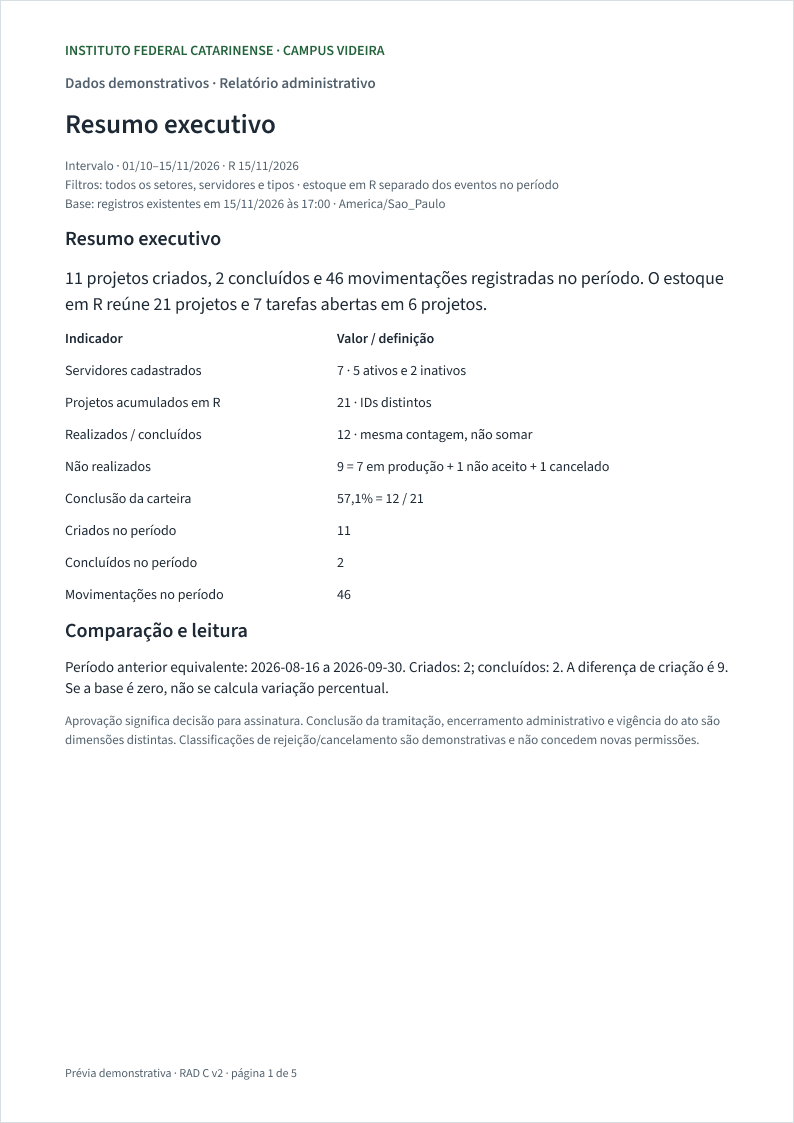 INSTITUTO FEDERAL CATARINENSE · CAMPUS VIDEIRA
Dados demonstrativos · Relatório administrativo
Resumo executivo
Intervalo · 01/10–15/11/2026 · R 15/11/2026
Filtros: todos os setores, servidores e tipos · estoque em R separado dos eventos no período
Base: registros existentes em 15/11/2026 às 17:00 · America/Sao_Paulo
Resumo executivo
11 projetos criados, 2 concluídos e 46 movimentações registradas no período. O estoque
em R reúne 21 projetos e 7 tarefas abertas em 6 projetos.
Indicador Valor / definição
Servidores cadastrados 7 · 5 ativos e 2 inativos
Projetos acumulados em R 21 · IDs distintos
Realizados / concluídos 12 · mesma contagem, não somar
Não realizados 9 = 7 em produção + 1 não aceito + 1 cancelado
Conclusão da carteira 57,1% = 12 / 21
Criados no período 11
Concluídos no período 2
Movimentações no período 46
Comparação e leitura
Período anterior equivalente: 2026-08-16 a 2026-09-30. Criados: 2; concluídos: 2. A diferença de criação é 9.
Se a base é zero, não se calcula variação percentual.
Aprovação significa decisão para assinatura. Conclusão da tramitação, encerramento administrativo e vigência do ato são
dimensões distintas. Classificações de rejeição/cancelamento são demonstrativas e não concedem novas permissões.
Prévia demonstrativa · RAD C v2 · página 1 de 5